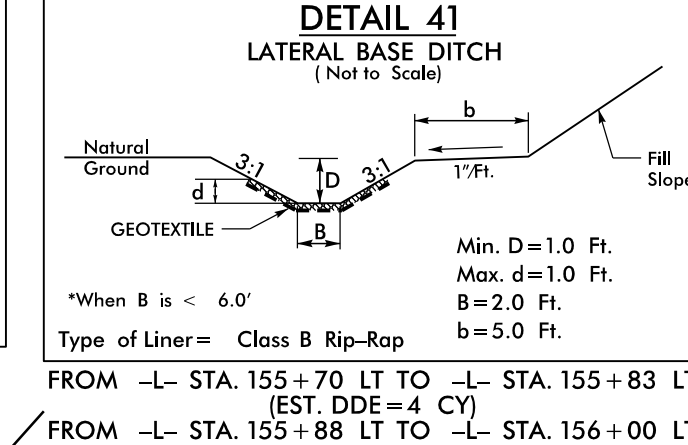 DETAIL 41
LATERAL BASE DITCH
( Not to Scale)
b
Natural
Ground
3:1
D
3:1
1"/Ft.
Fill
Slope
d
GEOTEXTILE
B
Min. D=1.0 Ft.
Max. d=1.0 Ft.
*When B is < 6.0'
B=2.0 Ft.
b=5.0 Ft.
Type of Liner= Class B Rip-Rap
FROM -L- STA. 155+70 LT TO -L- STA. 155+83 LT
(EST. DDE=4 CY)
FROM -L- STA. 155+88 LT TO -L- STA. 156+00 LT